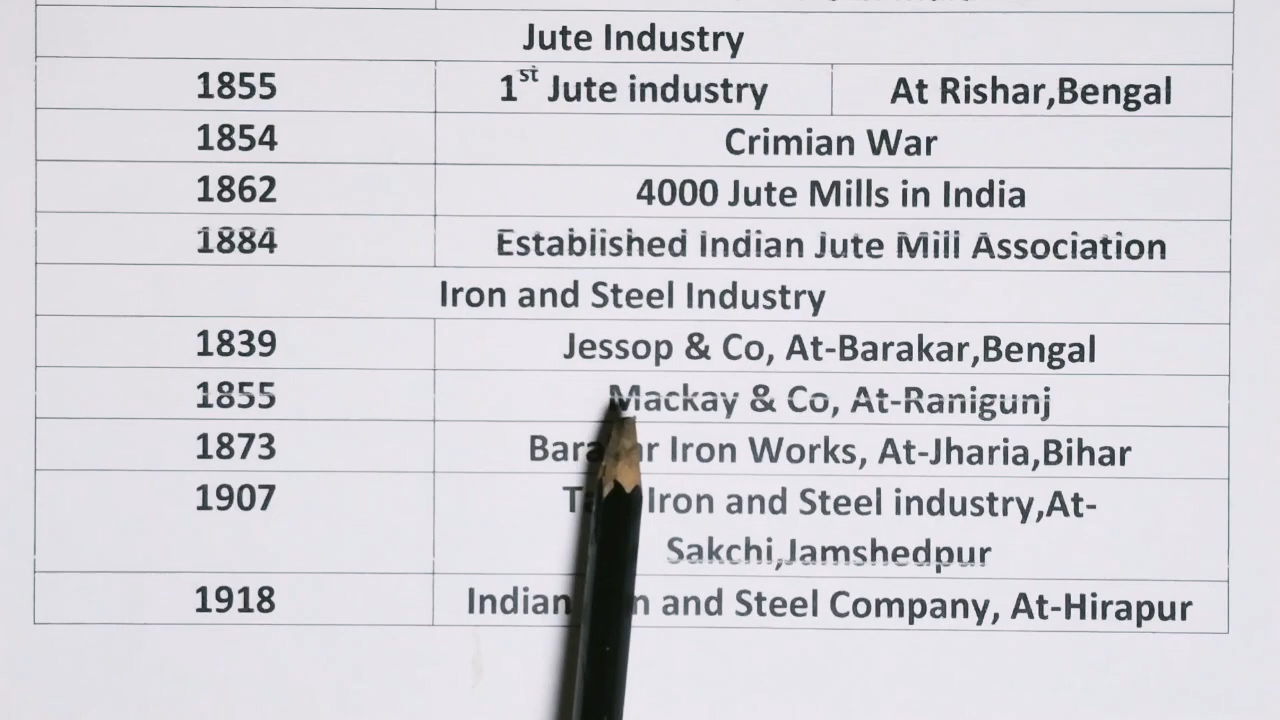 Jute Industry
1855 1st Jute industry At Rishar,Bengal
1854 Crimian War
1862 4000 Jute Mills in India
1884 Established Indian Jute Mill Association
Iron and Steel Industry
1839 Jessop & Co, At-Barakar,Bengal
1855 Mackay & Co, At-Ranigunj
1873 Iron Works, At-Jharia,Bihar
1907 Iron and Steel industry,At-
Sakchi,Jamshedpur
1918 Indian and Steel Company, At-Hirapur